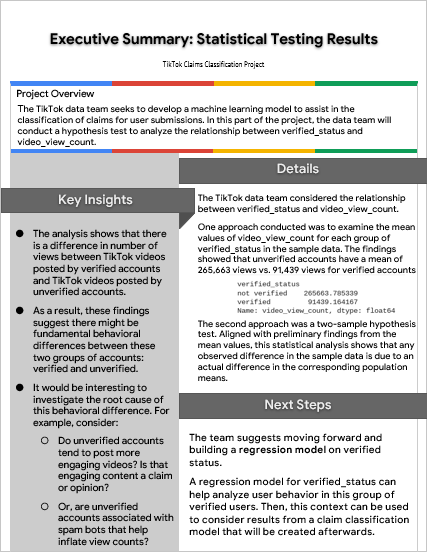 Executive Summary: Statistical Testing Results
TikTok Claims Classification Project
Project Overview
The TikTok data team seeks to develop a machine learning model to assist in the
classification of claims for user submissions. In this part of the project, the data team will
conduct a hypothesis test to analyze the relationship between verified_status and
video_view_count.
Key Insights
● The analysis shows that there
is a difference in number of
views between TikTok videos
posted by verified accounts
and TikTok videos posted by
unverified accounts.
● As a result, these findings
suggest there might be
fundamental behavioral
differences between these
two groups of accounts:
verified and unverified.
● It would be interesting to
investigate the root cause of
this behavioral difference. For
example, consider:
○ Do unverified accounts
tend to post more
engaging videos? Is that
engaging content a claim
or opinion?
○ Or, are unverified
accounts associated with
spam bots that help
inflate view counts?
Details
The TikTok data team considered the relationship
between verified_status and video_view_count.
One approach conducted was to examine the mean
values of video_view_count for each group of
verified_status in the sample data. The findings
showed that unverified accounts have a mean of
265,663 views vs. 91,439 views for verified accounts
verified_status
not verified 265663.785339
verified 91439.164167
Name: video_view_count, dtype: float64
The second approach was a two-sample hypothesis
test. Aligned with preliminary findings from the
mean values, this statistical analysis shows that any
observed difference in the sample data is due to an
actual difference in the corresponding population
means.
Next Steps
The team suggests moving forward and
building a regression model on verified
status.
A regression model for verified_status can
help analyze user behavior in this group of
verified users. Then, this context can be used
to consider results from a claim classification
model that will be created afterwards.